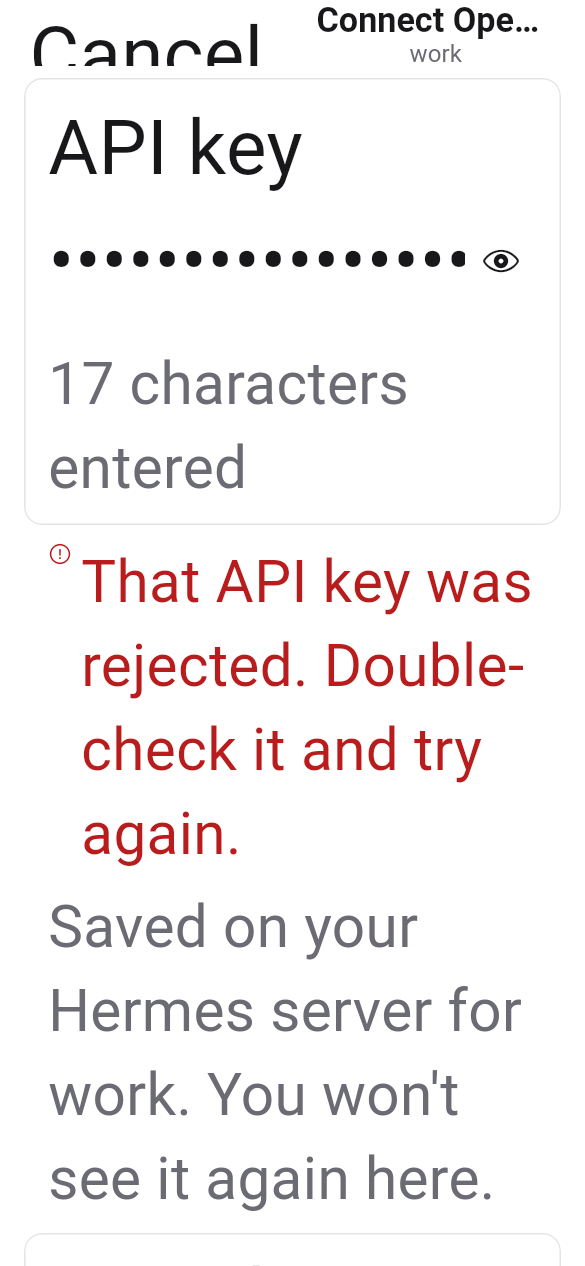 Cancel
Connect Ope…
work
API key
•••••••••••••••• 
17 characters
entered
That API key was
rejected. Double-
check it and try
again.
Saved on your
Hermes server for
work. You won't
see it again here.